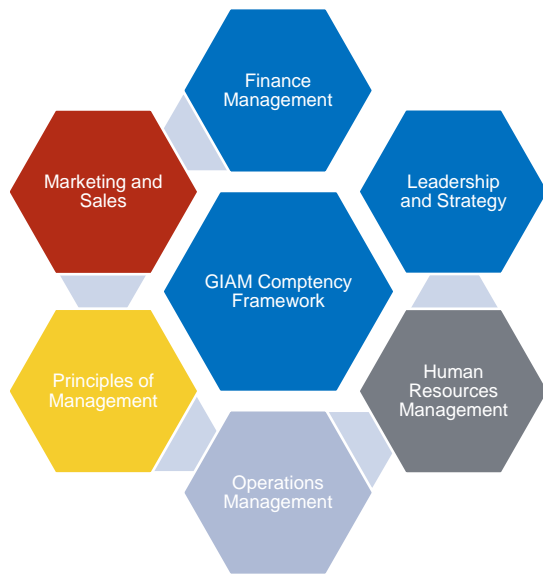 Finance
Management
Marketing and
Sales
Leadership
and Strategy
GIAM Comptency
Framework
Principles of
Management
Human
Resources
Management
Operations
Management